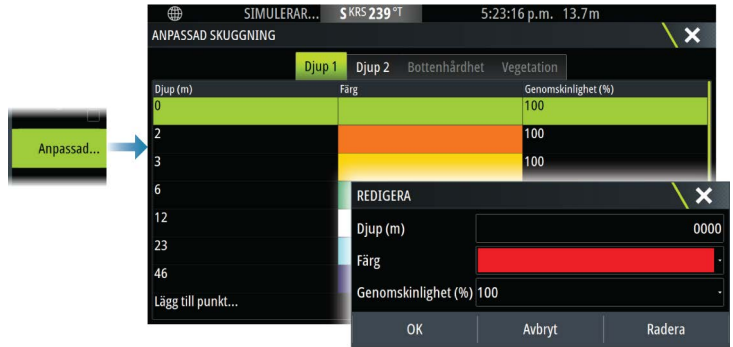 SIMULERAR... S KRS 239 °T 5:23:16 p.m. 13.7 m
ANPASSAD SKUGGNING
Djup 1 Djup 2 Bottenhårdhet Vegetation
Djup (m) Färg Genomskinlighet (%)
0 100
2 100
3 100
6
12
23
46
Lägg till punkt...
Anpassad...
REDIGERA
Djup (m) 0000
Färg
Genomskinlighet (%) 100
OK Avbryt Radera